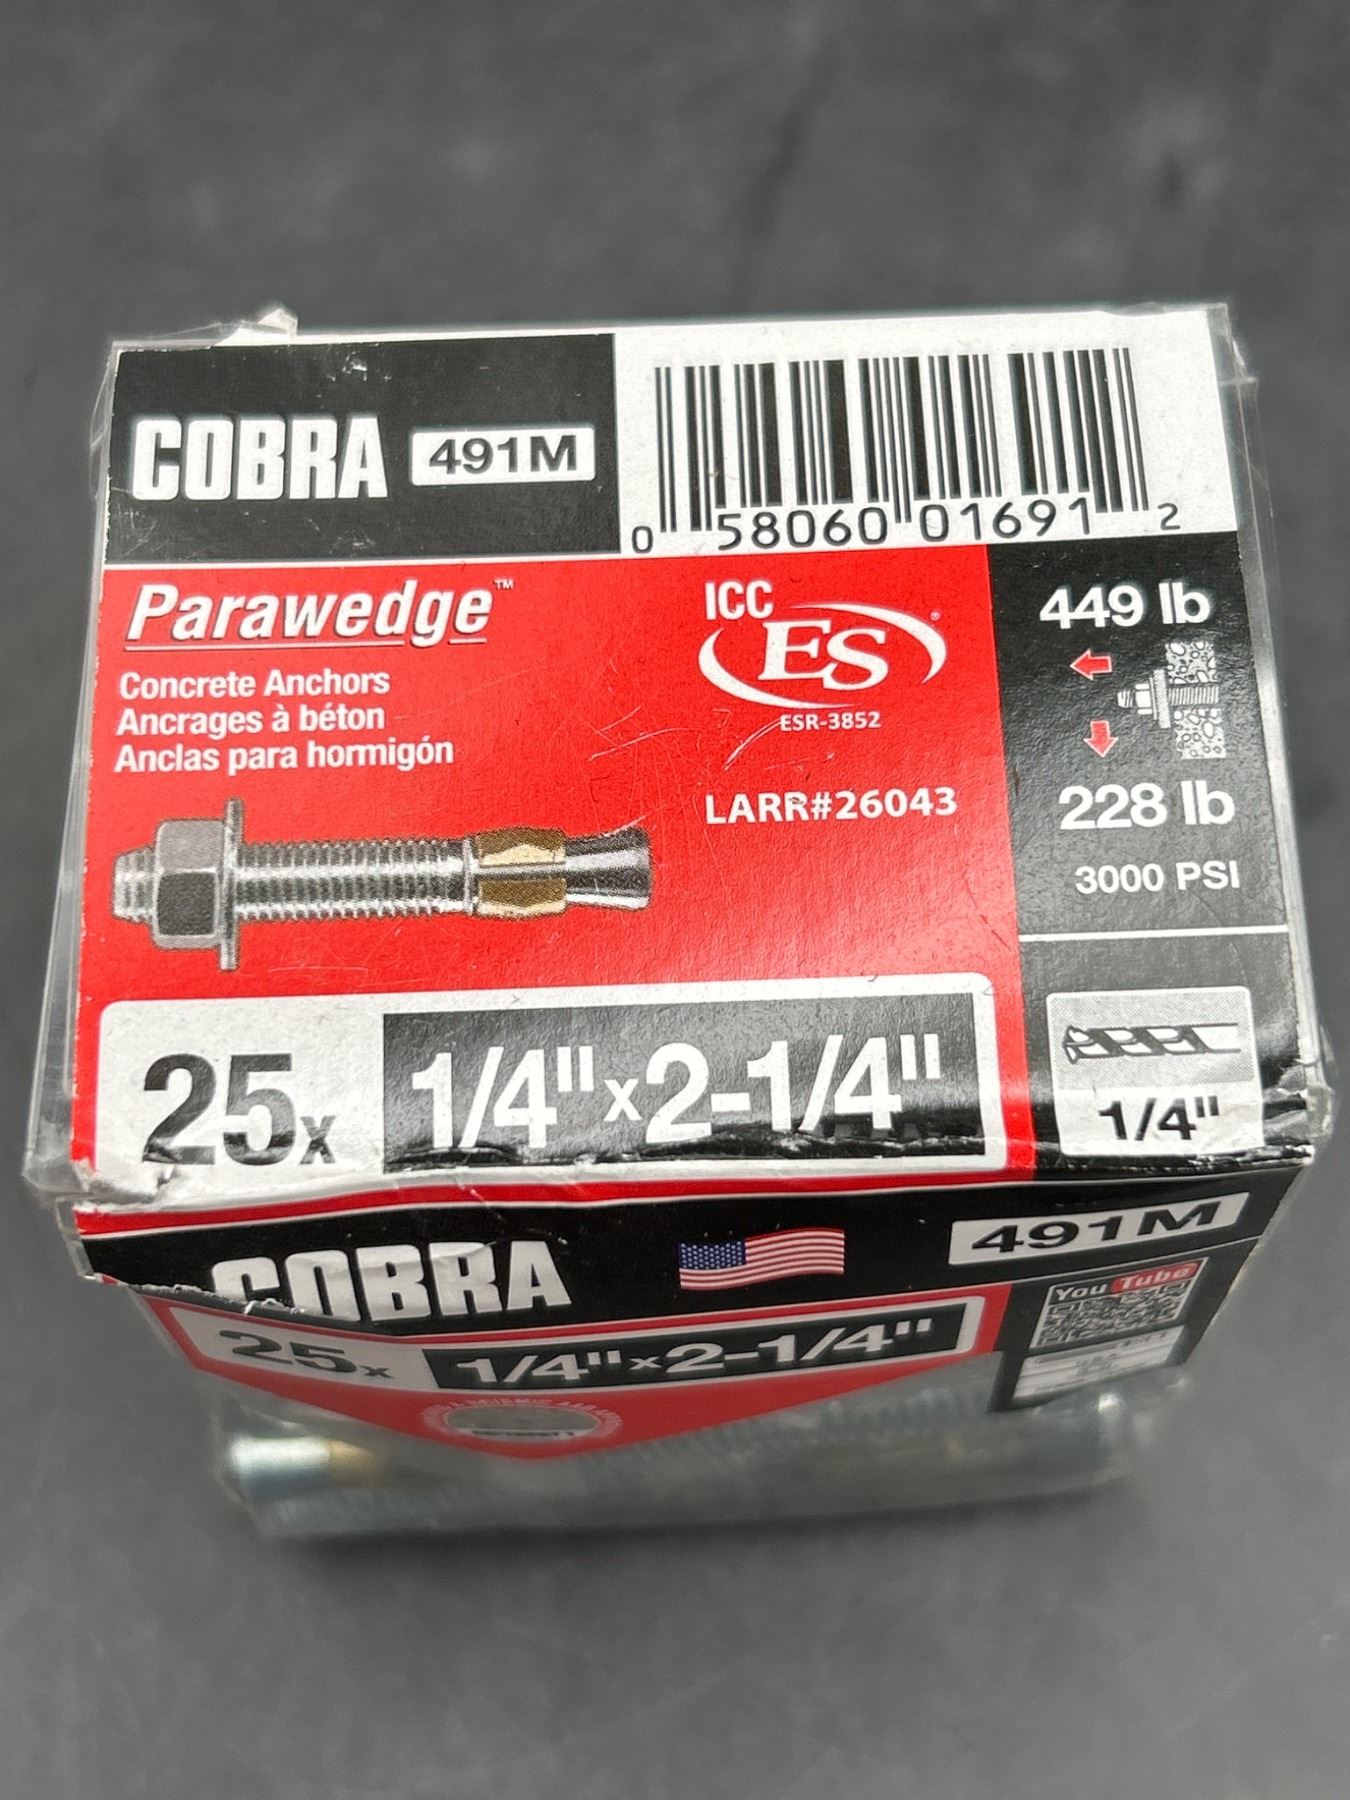 COBRA 491M
0 58060 01691 2
Parawedge™
Concrete Anchors
Ancrages à béton
Anclas para hormigón
ICC
ES
ESR-3852
LARR#26043
449 lb
228 lb
3000 PSI
25x 1/4" x 2-1/4"
1/4"
COBRA 491M
YouTube
25x 1/4" x 2-1/4"